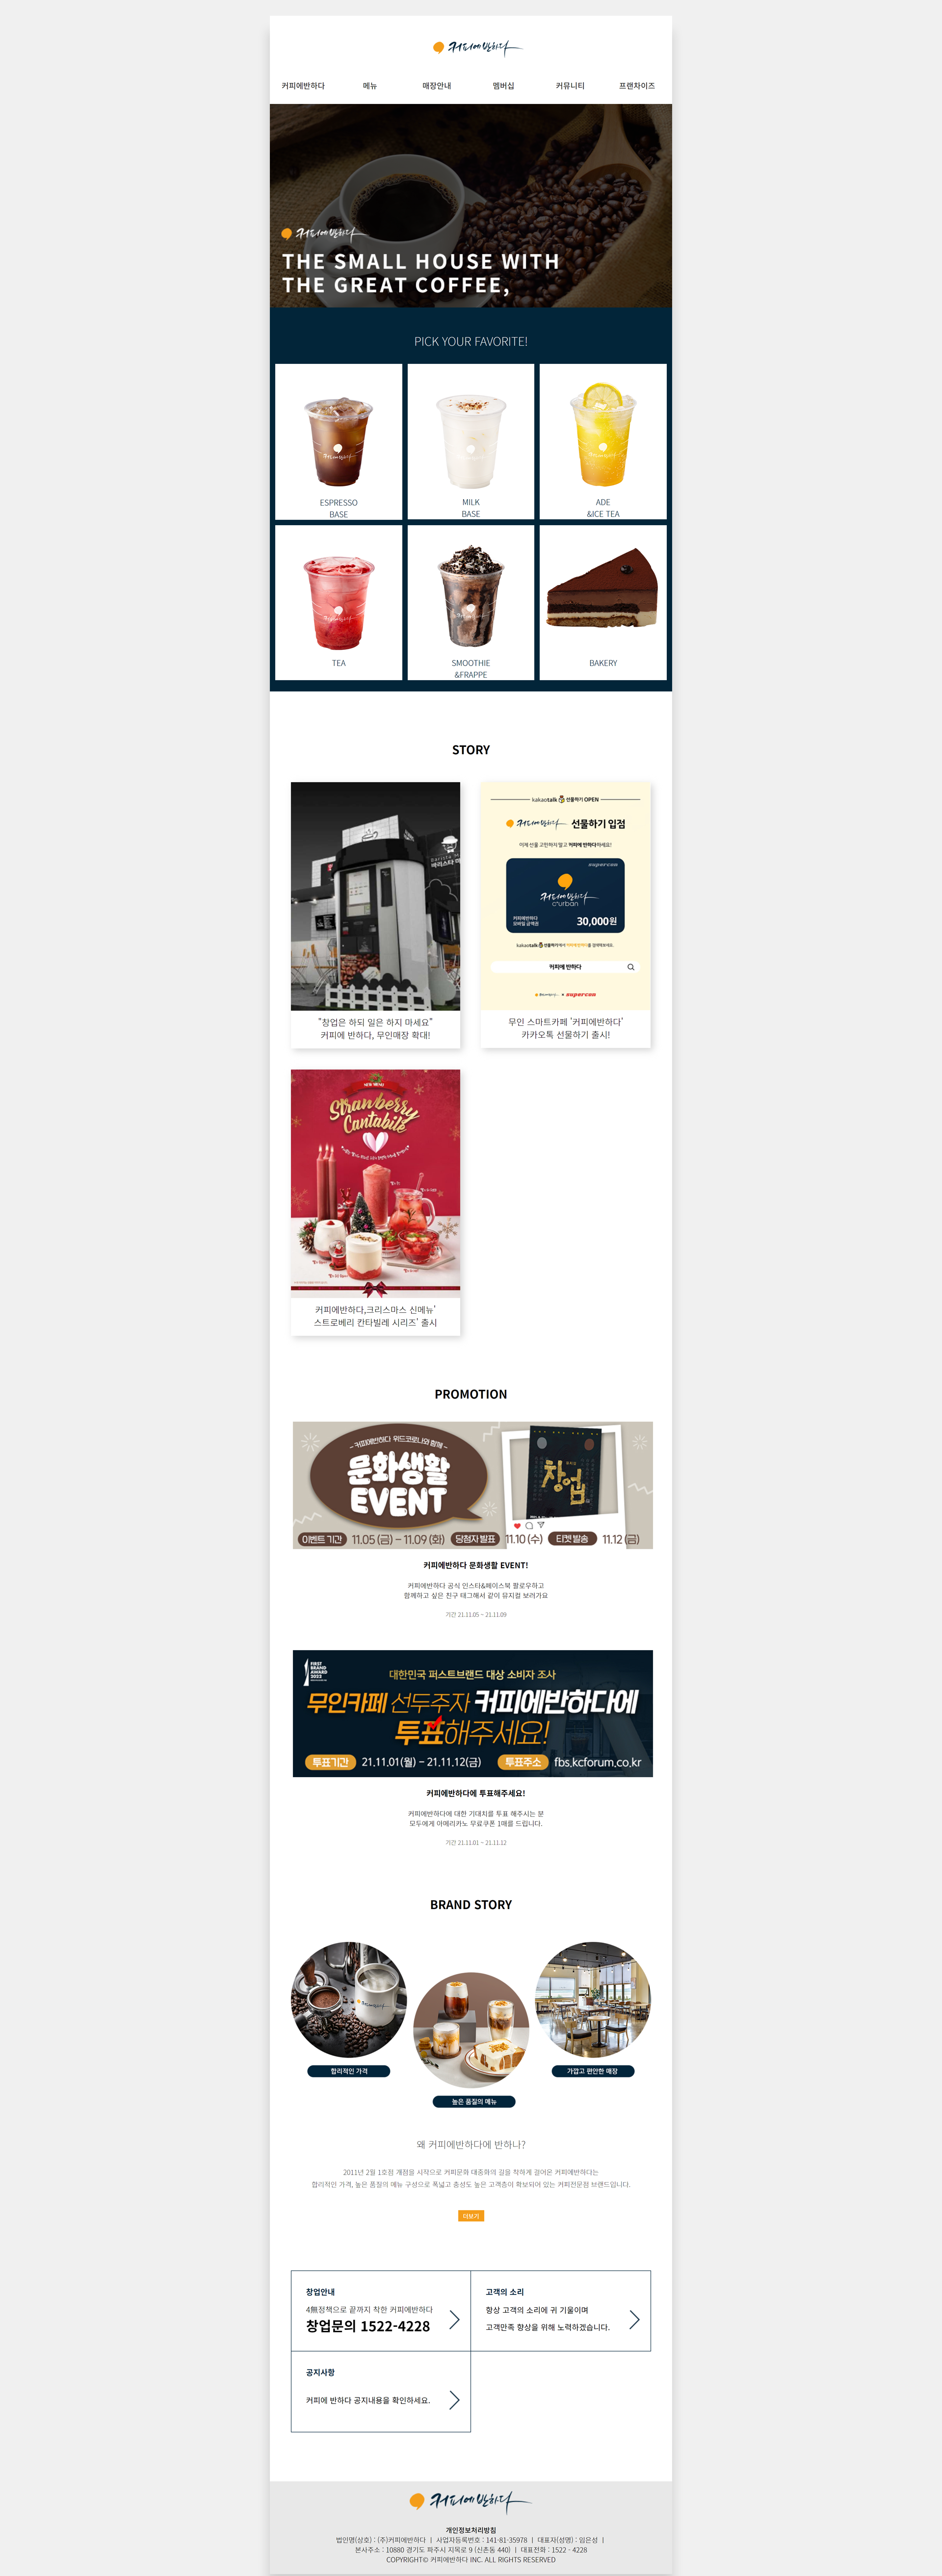 커피에반하다
커피에반하다 메뉴 매장안내 멤버십 커뮤니티 프랜차이즈
커피에반하다
THE SMALL HOUSE WITH
THE GREAT COFFEE,
PICK YOUR FAVORITE!
ESPRESSO
BASE
MILK
BASE
ADE
&ICE TEA
TEA
SMOOTHIE
&FRAPPE
BAKERY
STORY
바리스타
"창업은 하되 일은 하지 마세요"
커피에 반하다, 무인매장 확대!
kakaotalk 선물하기 OPEN
커피에반하다 선물하기 입점
이제 선물 고민하지 말고 커피에 반하다하세요!
커피에반하다
c*urban
커피에반하다
모바일 금액권
30,000원
커피에 반하다
무인 스마트카페 '커피에반하다'
카카오톡 선물하기 출시!
NEW MENU
Strawberry
Cantabile
커피에반하다,크리스마스 신메뉴'
스트로베리 칸타빌레 시리즈' 출시
PROMOTION
- 커피에반하다 위드코로나와 함께 -
문화생활
EVENT
창업
이벤트 기간 11.05 (금) - 11.09 (화) 당첨자 발표 11.10 (수) 티켓 발송 11.12 (금)
커피에반하다 문화생활 EVENT!
커피에반하다 공식 인스타&페이스북 팔로우하고
함께하고 싶은 친구 태그해서 같이 뮤지컬 보러가요
기간 21.11.05 ~ 21.11.09
FIRST
BRAND
AWARD
2022
대한민국 퍼스트브랜드 대상 소비자 조사
무인카페 선두주자 커피에반하다에
투표해주세요!
투표기간 21.11.01(월) - 21.11.12(금) 투표주소 fbs.kcforum.co.kr
커피에반하다에 투표해주세요!
커피에반하다에 대한 기대치를 투표 해주시는 분
모두에게 아메리카노 무료쿠폰 1매를 드립니다.
기간 21.11.01 ~ 21.11.12
BRAND STORY
합리적인 가격
높은 품질의 메뉴
가깝고 편안한 매장
왜 커피에반하다에 반하나?
2011년 2월 1호점 개점을 시작으로 커피문화 대중화의 길을 착하게 걸어온 커피에반하다는
합리적인 가격, 높은 품질의 메뉴 구성으로 폭넓고 충성도 높은 고객층이 확보되어 있는 커피전문점 브랜드입니다.
더보기
창업안내
4無정책으로 끝까지 착한 커피에반하다
창업문의 1522-4228
고객의 소리
항상 고객의 소리에 귀 기울이며
고객만족 향상을 위해 노력하겠습니다.
공지사항
커피에 반하다 공지내용을 확인하세요.
커피에반하다
개인정보처리방침
법인명(상호) : (주)커피에반하다 | 사업자등록번호 : 141-81-35978 | 대표자(성명) : 임은성 |
본사주소 : 10880 경기도 파주시 지목로 9 (신촌동 440) | 대표전화 : 1522 - 4228
COPYRIGHT© 커피에반하다 INC. ALL RIGHTS RESERVED